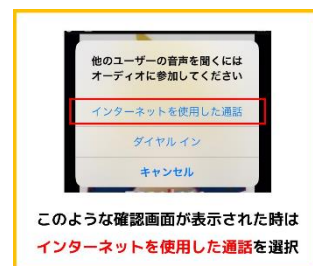 他のユーザーの音声を聞くには
オーディオに参加してください
インターネットを使用した通話
ダイヤルイン
キャンセル
このような確認画面が表示された時は
インターネットを使用した通話を選択